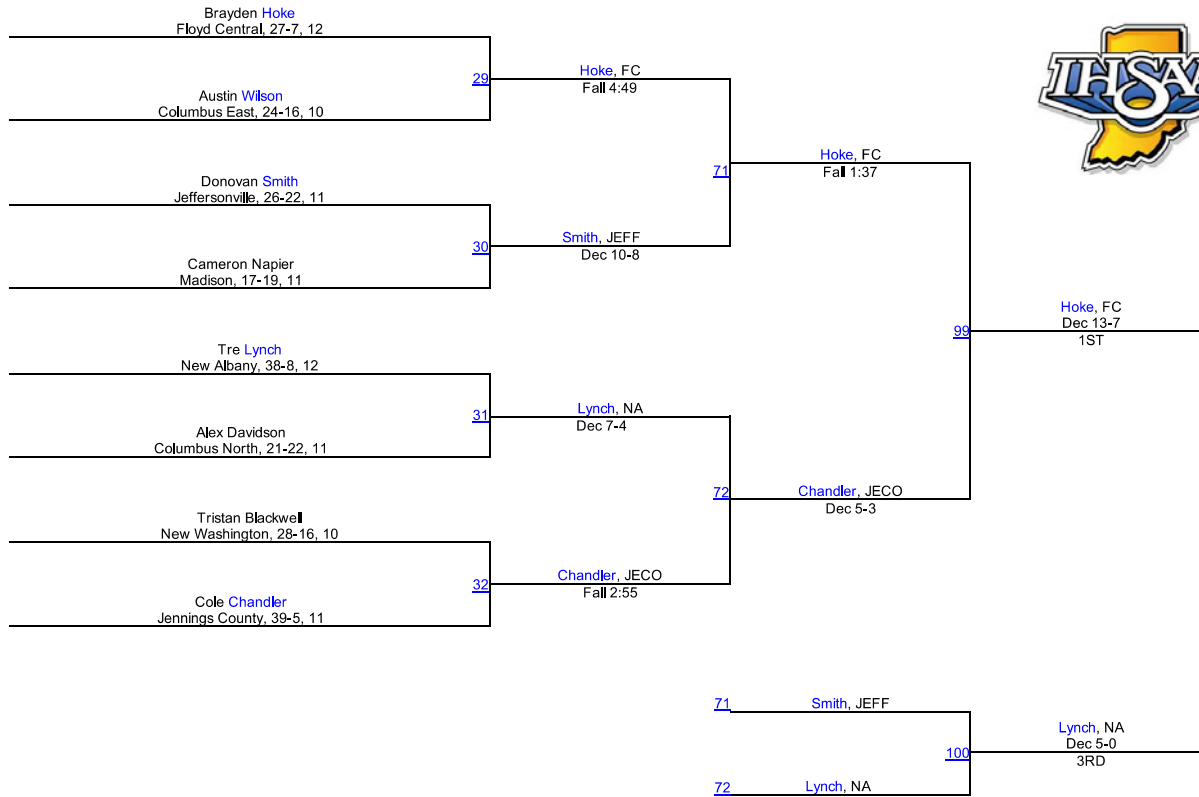 Brayden Hoke
Floyd Central, 27-7, 12
29
Austin Wilson
Columbus East, 24-16, 10
Hoke, FC
Fall 4:49
IHSAA
Donovan Smith
Jeffersonville, 26-22, 11
30
Cameron Napier
Madison, 17-19, 11
Smith, JEFF
Dec 10-8
71
Hoke, FC
Fall 1:37
Tre Lynch
New Albany, 38-8, 12
31
Alex Davidson
Columbus North, 21-22, 11
Lynch, NA
Dec 7-4
Tristan Blackwell
New Washington, 28-16, 10
32
Cole Chandler
Jennings County, 39-5, 11
Chandler, JECO
Fall 2:55
72
Chandler, JECO
Dec 5-3
99
Hoke, FC
Dec 13-7
1ST
71
Smith, JEFF
72
Lynch, NA
100
Lynch, NA
Dec 5-0
3RD